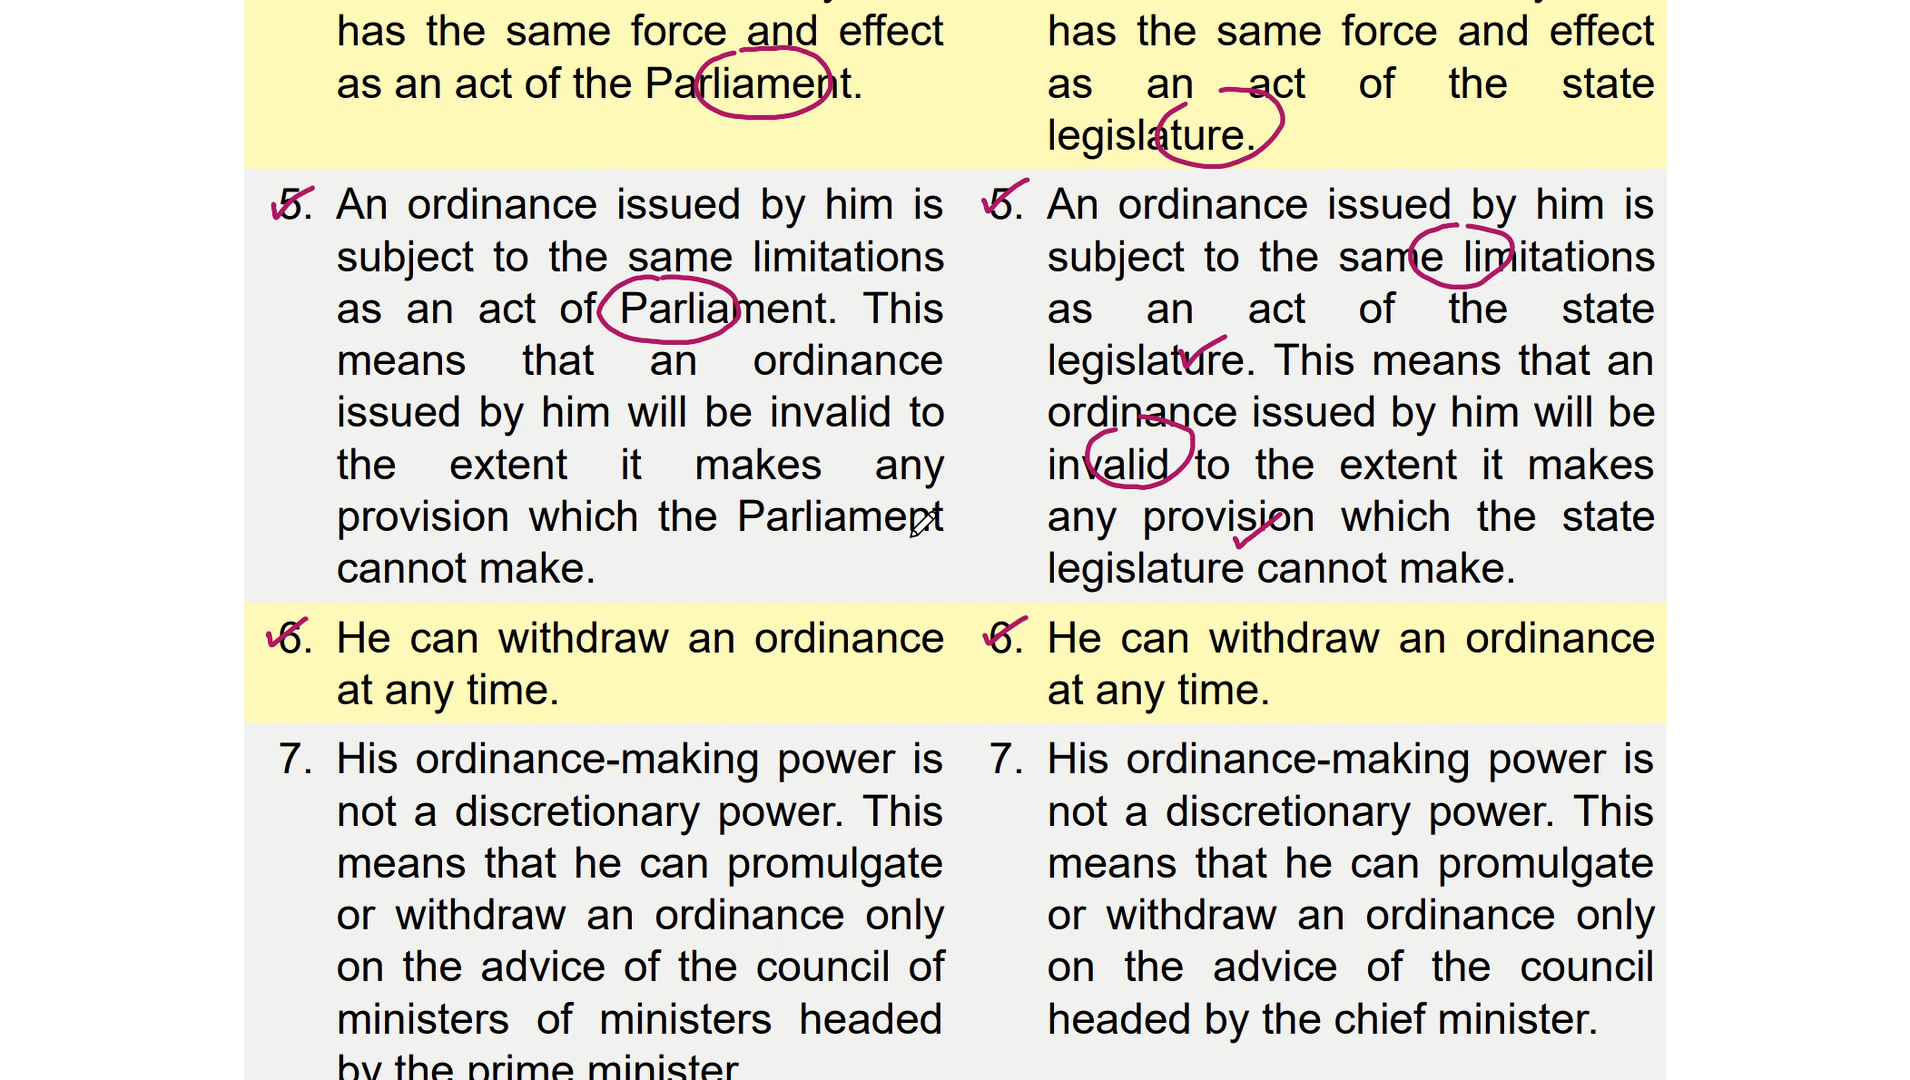 has the same force and effect
as an act of the Parliament.
5. An ordinance issued by him is
subject to the same limitations
as an act of Parliament. This
means that an ordinance
issued by him will be invalid to
the extent it makes any
provision which the Parliament
cannot make.
6. He can withdraw an ordinance
at any time.
7. His ordinance-making power is
not a discretionary power. This
means that he can promulgate
or withdraw an ordinance only
on the advice of the council of
ministers of ministers headed
by the prime minister
has the same force and effect
as an act of the state
legislature.
5. An ordinance issued by him is
subject to the same limitations
as an act of the state
legislature. This means that an
ordinance issued by him will be
invalid to the extent it makes
any provision which the state
legislature cannot make.
6. He can withdraw an ordinance
at any time.
7. His ordinance-making power is
not a discretionary power. This
means that he can promulgate
or withdraw an ordinance only
on the advice of the council
headed by the chief minister.